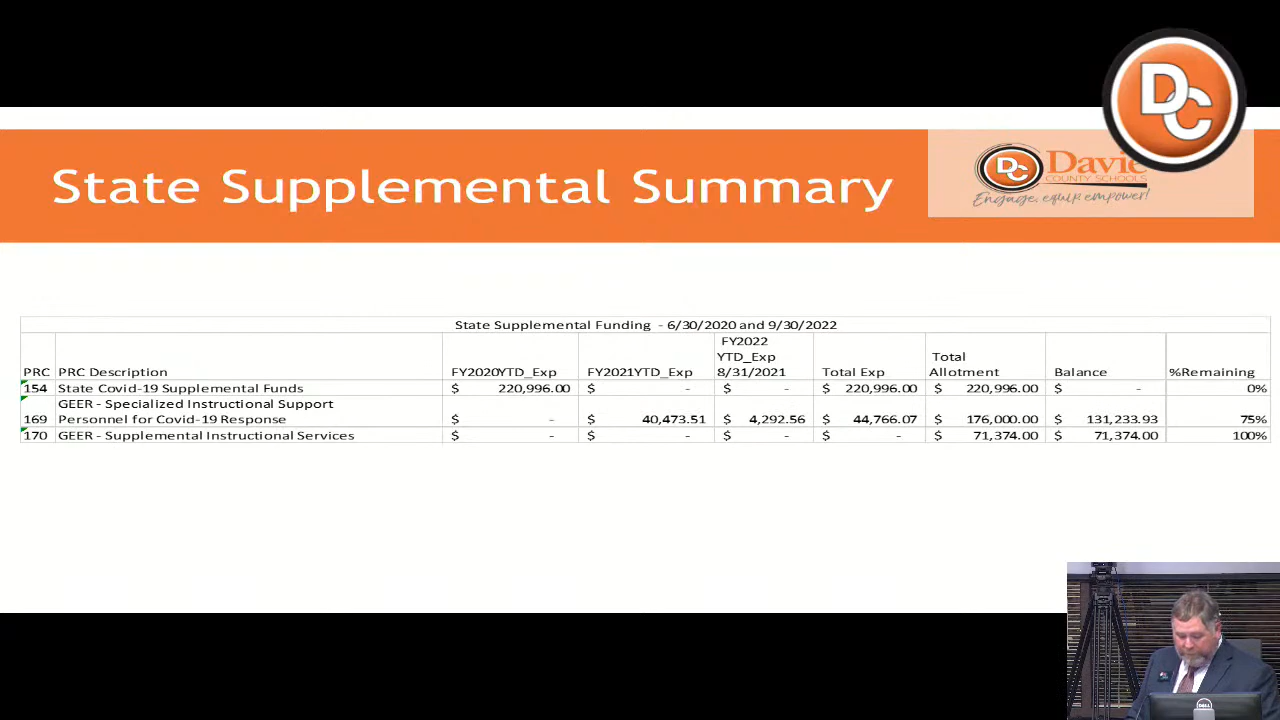 DC
State Supplemental Summary
DC
Davie
COUNTY SCHOOLS
Engage, equip, empower!
State Supplemental Funding - 6/30/2020 and 9/30/2022
PRC PRC Description FY2020YTD_Exp FY2021YTD_Exp FY2022 YTD_Exp 8/31/2021 Total Exp Total Allotment Balance %Remaining
154 State Covid-19 Supplemental Funds $ 220,996.00 $ - $ - $ 220,996.00 $ 220,996.00 $ - 0%
169 GEER - Specialized Instructional Support Personnel for Covid-19 Response $ - $ 40,473.51 $ 4,292.56 $ 44,766.07 $ 176,000.00 $ 131,233.93 75%
170 GEER - Supplemental Instructional Services $ - $ - $ - $ - $ 71,374.00 $ 71,374.00 100%
DELL